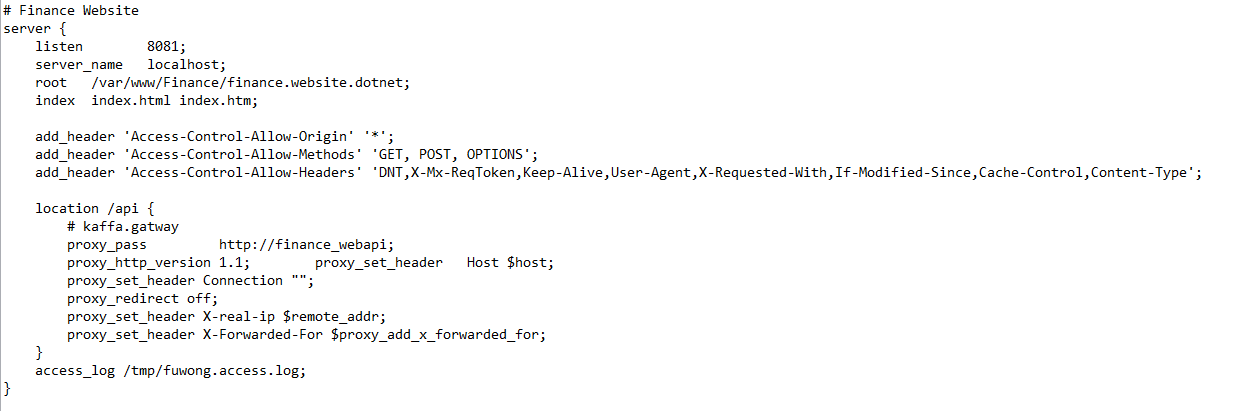 # Finance Website
server {
    listen        8081;
    server_name   localhost;
    root   /var/www/Finance/finance.website.dotnet;
    index  index.html index.htm;

    add_header 'Access-Control-Allow-Origin' '*';
    add_header 'Access-Control-Allow-Methods' 'GET, POST, OPTIONS';
    add_header 'Access-Control-Allow-Headers' 'DNT,X-Mx-ReqToken,Keep-Alive,User-Agent,X-Requested-With,If-Modified-Since,Cache-Control,Content-Type';

    location /api {
        # kaffa.gatway
        proxy_pass         http://finance_webapi;
        proxy_http_version 1.1;        proxy_set_header   Host $host;
        proxy_set_header Connection "";
        proxy_redirect off;
        proxy_set_header X-real-ip $remote_addr;
        proxy_set_header X-Forwarded-For $proxy_add_x_forwarded_for;
    }
    access_log /tmp/fuwong.access.log;
}